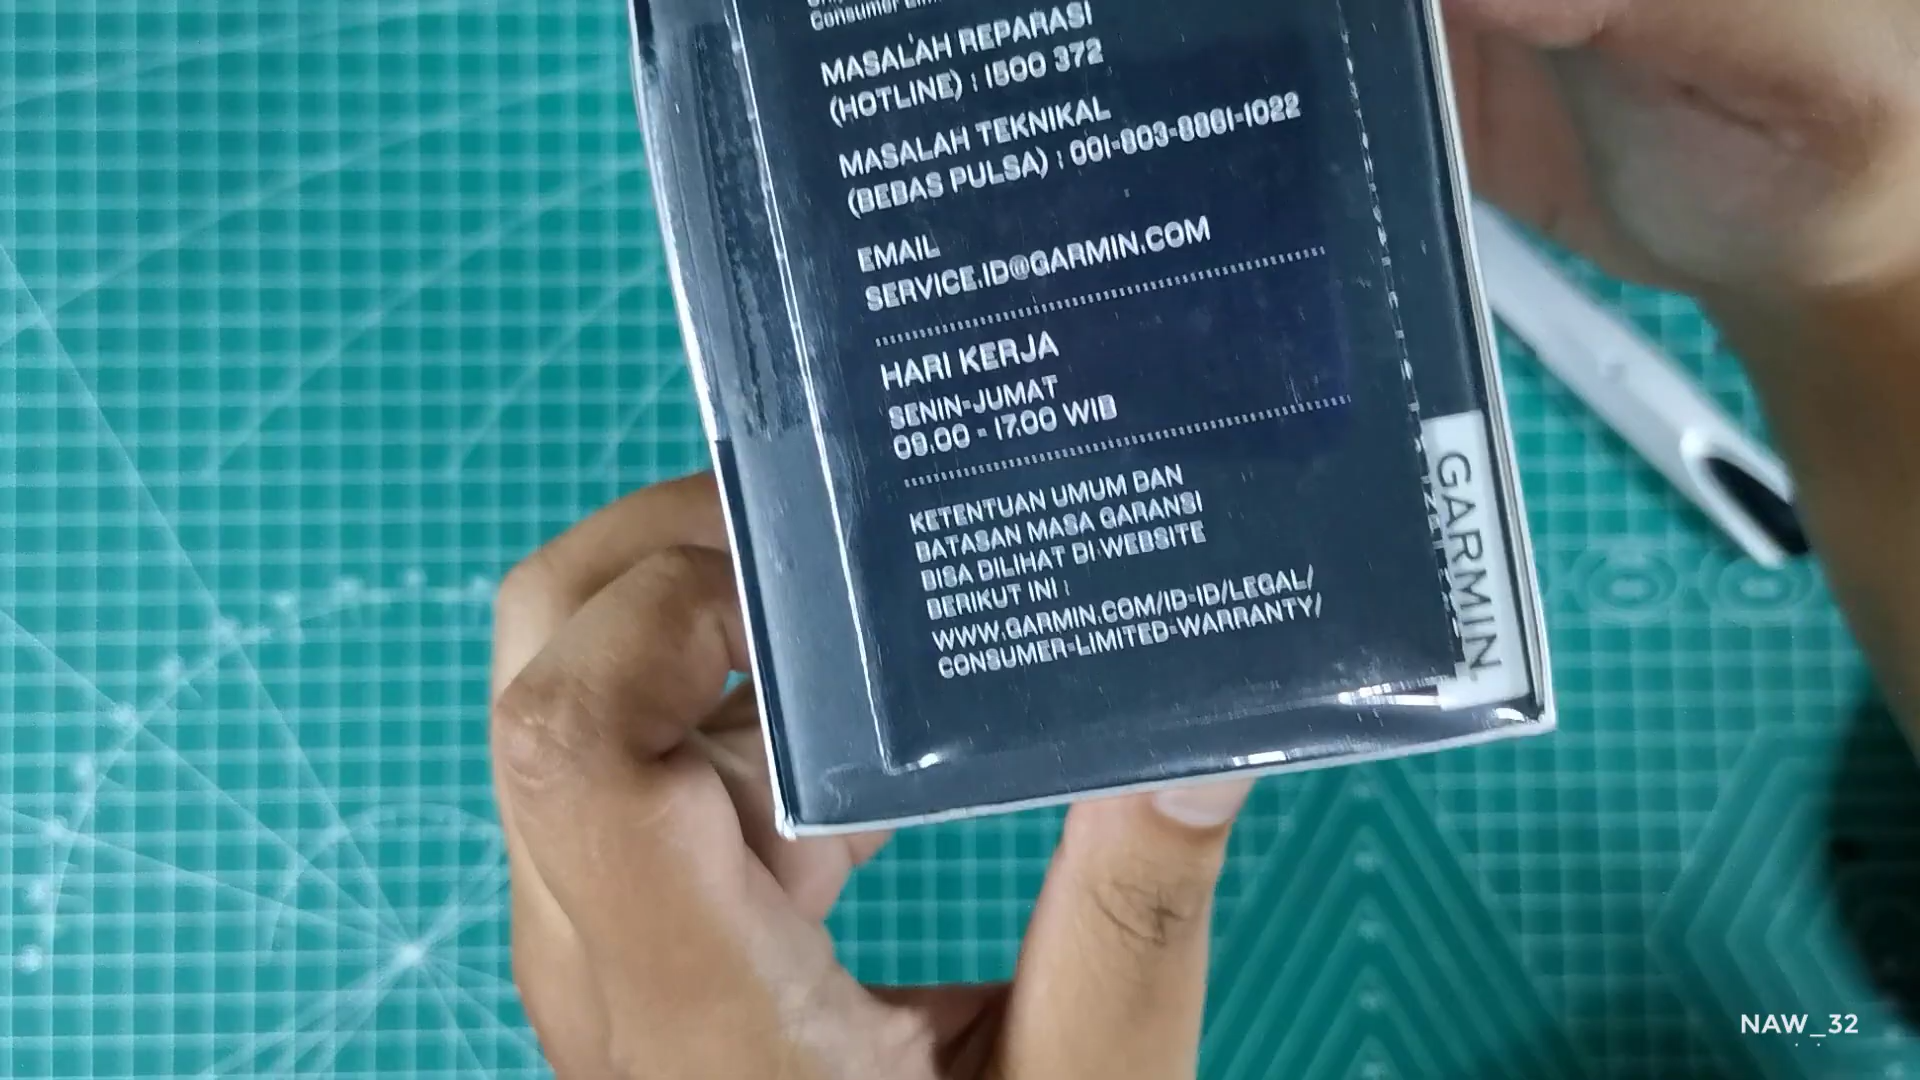 Consumer
MASALAH REPARASI
(HOTLINE) : 1500 372
MASALAH TEKNIKAL
(BEBAS PULSA) : 001-803-8861-1022
EMAIL
SERVICE.ID@GARMIN.COM
HARI KERJA
SENIN-JUMAT
09.00 - 17.00 WIB
KETENTUAN UMUM DAN
BATASAN MASA GARANSI
BISA DILIHAT DI WEBSITE
BERIKUT INI :
WWW.GARMIN.COM/ID-ID/LEGAL/
CONSUMER-LIMITED-WARRANTY/
GARMIN
NAW_32